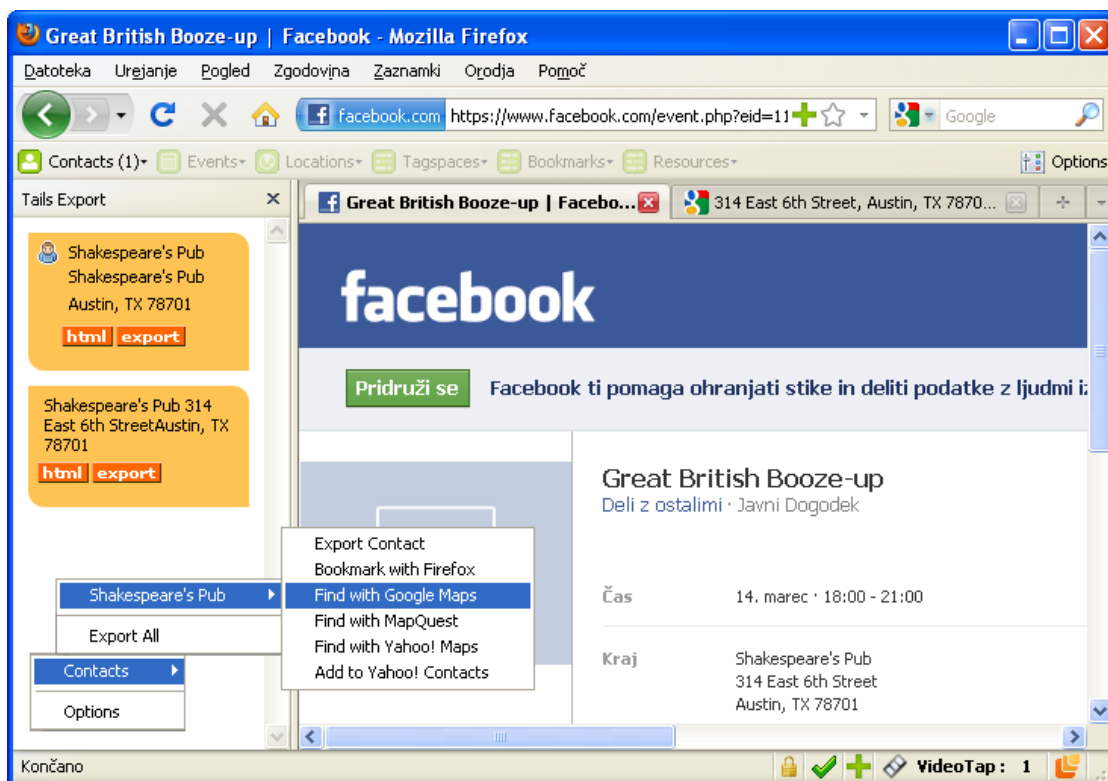 Great British Booze-up | Facebook - Mozilla Firefox
Datoteka Urejanje Pogled Zgodovina Zaznamki Orodja Pomoč
facebook.com https://www.facebook.com/event.php?eid=11 Google
Contacts (1) Events Locations Tagspaces Bookmarks Resources Options
Tails Export
Great British Booze-up | Facebo... 314 East 6th Street, Austin, TX 7870...
Shakespeare's Pub
Shakespeare's Pub
Austin, TX 78701
html export
Shakespeare's Pub 314
East 6th StreetAustin, TX
78701
html export
Shakespeare's Pub
Export All
Contacts
Options
Export Contact
Bookmark with Firefox
Find with Google Maps
Find with MapQuest
Find with Yahoo! Maps
Add to Yahoo! Contacts
facebook
Pridruži se Facebook ti pomaga ohranjati stike in deliti podatke z ljudmi iz
Great British Booze-up
Deli z ostalimi · Javni Dogodek
Čas 14. marec · 18:00 - 21:00
Kraj Shakespeare's Pub
314 East 6th Street
Austin, TX 78701
Končano VideoTap : 1